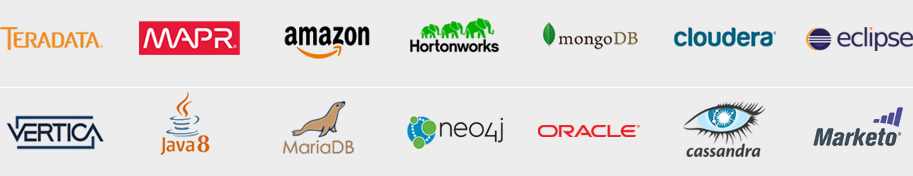 TERADATA
MAPR
amazon
Hortonworks
mongoDB
cloudera
eclipse
VERTICA
Java 8
MariaDB
neo4j
ORACLE
cassandra
Marketo